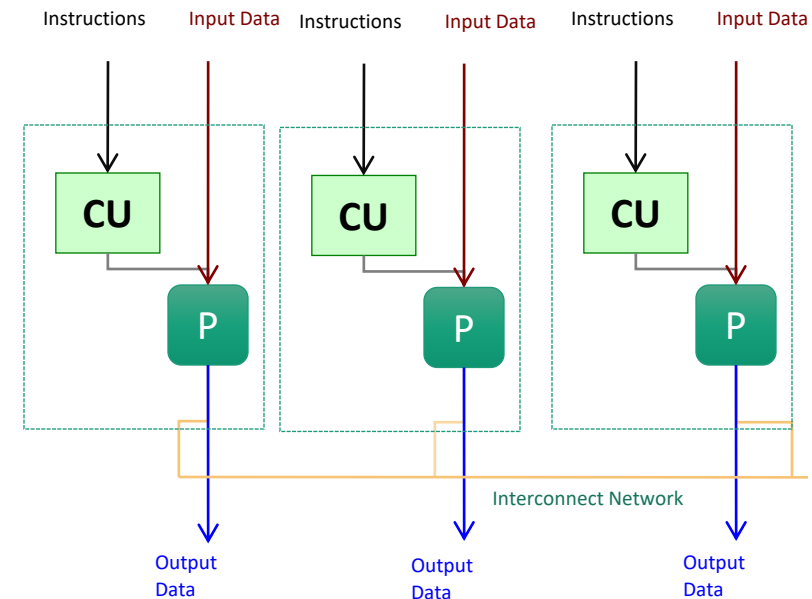 Instructions
Input Data
Instructions
Input Data
Instructions
Input Data
CU
CU
CU
P
P
P
Interconnect Network
Output
Data
Output
Data
Output
Data